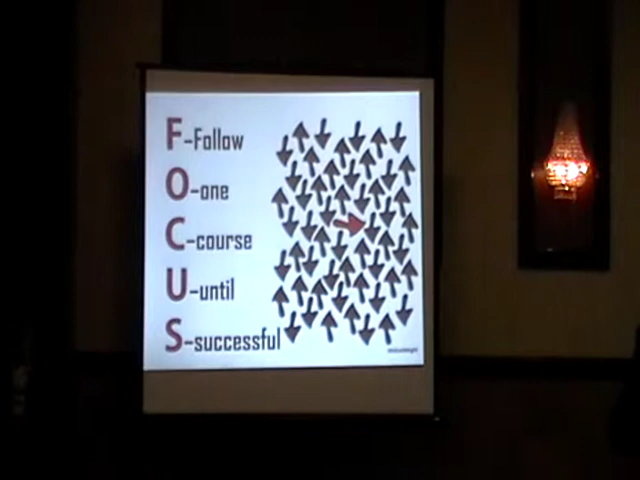 F-Follow
O-one
C-course
U-until
S-successful